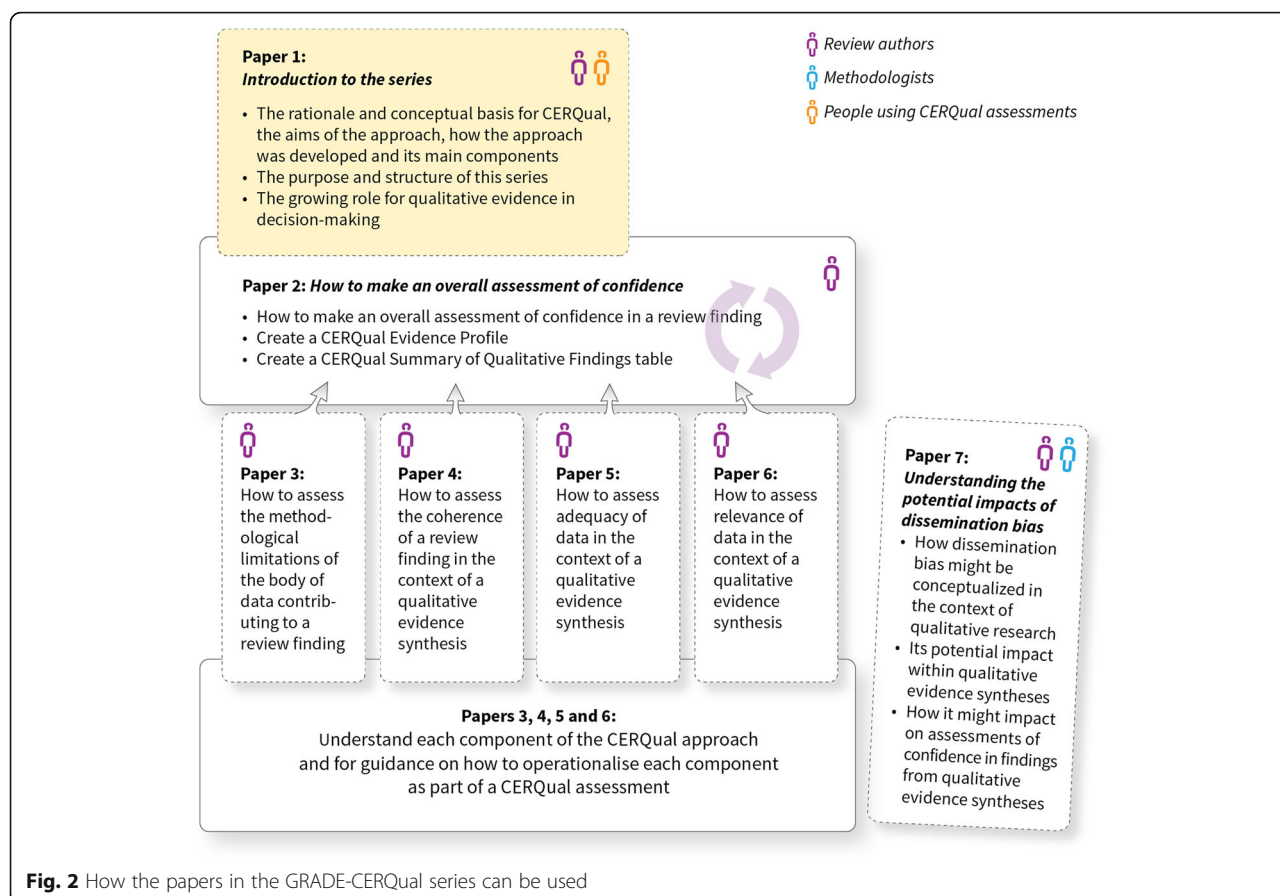 Paper 1:
Introduction to the series
• The rationale and conceptual basis for CERQual,
the aims of the approach, how the approach
was developed and its main components
• The purpose and structure of this series
• The growing role for qualitative evidence in
decision-making
Review authors
Methodologists
People using CERQual assessments
Paper 2: How to make an overall assessment of confidence
• How to make an overall assessment of confidence in a review finding
• Create a CERQual Evidence Profile
• Create a CERQual Summary of Qualitative Findings table
Paper 3:
How to assess
the method-
ological
limitations of
the body of
data contrib-
uting to a
review finding
Paper 4:
How to assess
the coherence
of a review
finding in the
context of a
qualitative
evidence
synthesis
Paper 5:
How to assess
adequacy of
data in the
context of a
qualitative
evidence
synthesis
Paper 6:
How to assess
relevance of
data in the
context of a
qualitative
evidence
synthesis
Paper 7:
Understanding the
potential impacts of
dissemination bias
• How dissemination
bias might be
conceptualized in
the context of
qualitative research
• Its potential impact
within qualitative
evidence syntheses
• How it might impact
on assessments of
confidence in findings
from qualitative
evidence syntheses
Papers 3, 4, 5 and 6:
Understand each component of the CERQual approach
and for guidance on how to operationalise each component
as part of a CERQual assessment
Fig. 2 How the papers in the GRADE-CERQual series can be used